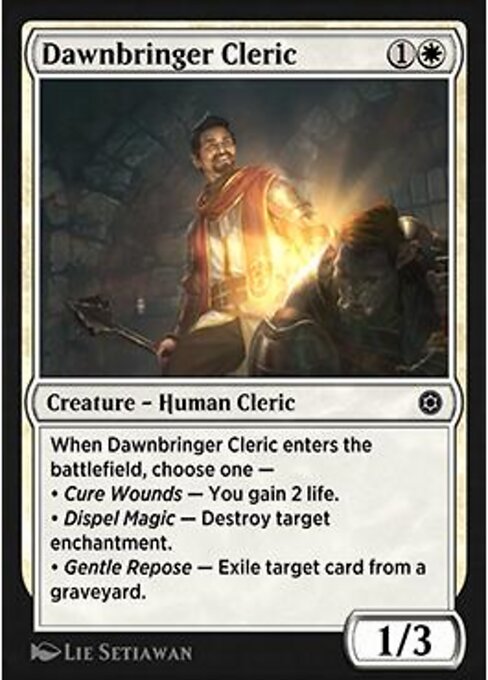 Dawnbringer Cleric 1
Creature – Human Cleric
When Dawnbringer Cleric enters the
battlefield, choose one —
• Cure Wounds — You gain 2 life.
• Dispel Magic — Destroy target
enchantment.
• Gentle Repose — Exile target card from a
graveyard.
1/3
Lie Setiawan